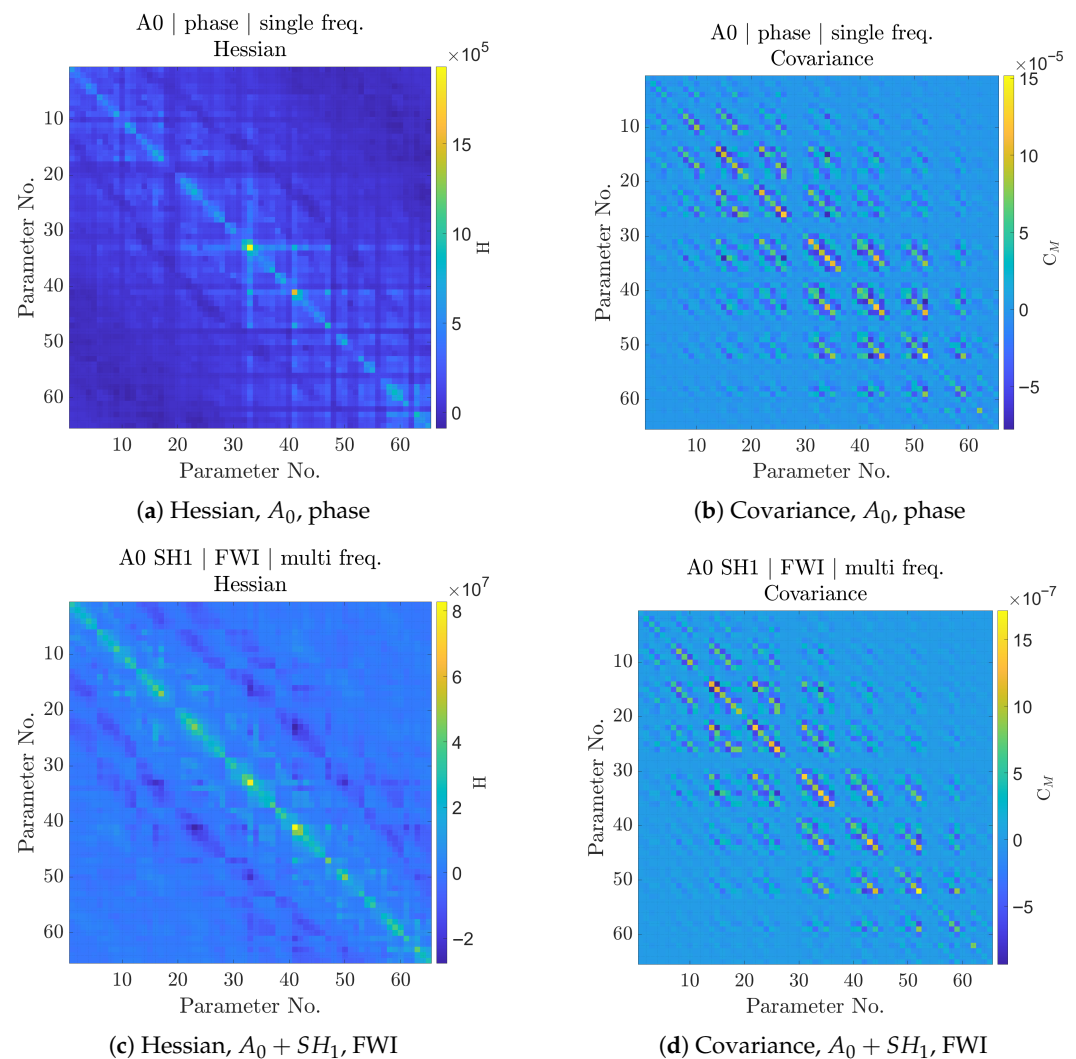 A0 | phase | single freq.
Hessian
×10⁵
10
20
30
40
50
60
Parameter No.
10 20 30 40 50 60
Parameter No.
15
10
5
0
H
(a) Hessian, A₀, phase
A0 | phase | single freq.
Covariance
×10⁻⁵
10
20
30
40
50
60
Parameter No.
10 20 30 40 50 60
Parameter No.
15
10
5
0
−5
C_M
(b) Covariance, A₀, phase
A0 SH1 | FWI | multi freq.
Hessian
×10⁷
10
20
30
40
50
60
Parameter No.
10 20 30 40 50 60
Parameter No.
8
6
4
2
0
−2
H
(c) Hessian, A₀ + SH₁, FWI
A0 SH1 | FWI | multi freq.
Covariance
×10⁻⁷
10
20
30
40
50
60
Parameter No.
10 20 30 40 50 60
Parameter No.
15
10
5
0
−5
C_M
(d) Covariance, A₀ + SH₁, FWI